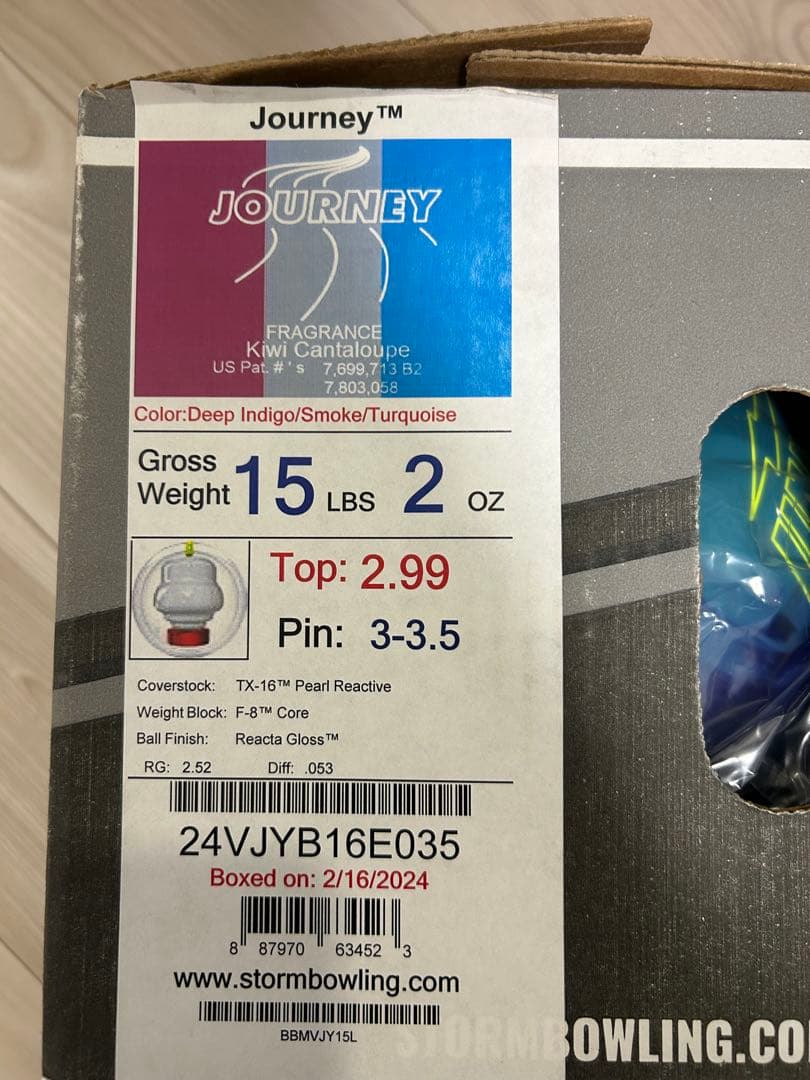 Journey™
JOURNEY
FRAGRANCE
Kiwi Cantaloupe
US Pat. #'s 7,699,713 B2
7,803,058
Color:Deep Indigo/Smoke/Turquoise
Gross Weight 15 LBS 2 OZ
Top: 2.99
Pin: 3-3.5
Coverstock: TX-16™ Pearl Reactive
Weight Block: F-8™ Core
Ball Finish: Reacta Gloss™
RG: 2.52 Diff: .053
24VJYB16E035
Boxed on: 2/16/2024
8 87970 63452 3
www.stormbowling.com
BBMVJY15L
STORMBOWLING.CO